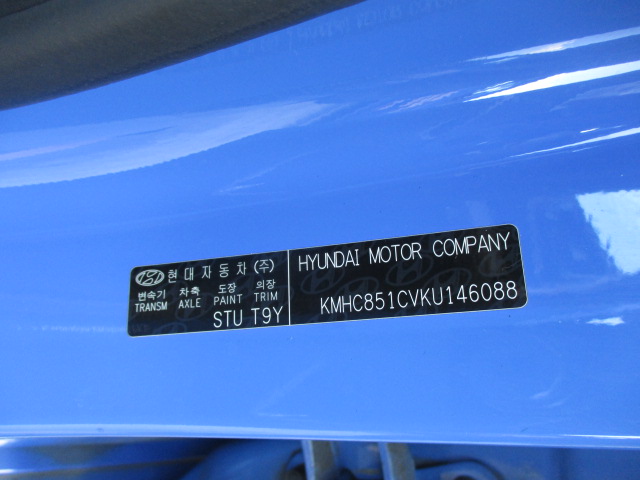 현대자동차(주)
변속기 차축 도장 의장
TRANSM AXLE PAINT TRIM
STU T9Y
HYUNDAI MOTOR COMPANY
KMHC851CVKU146088